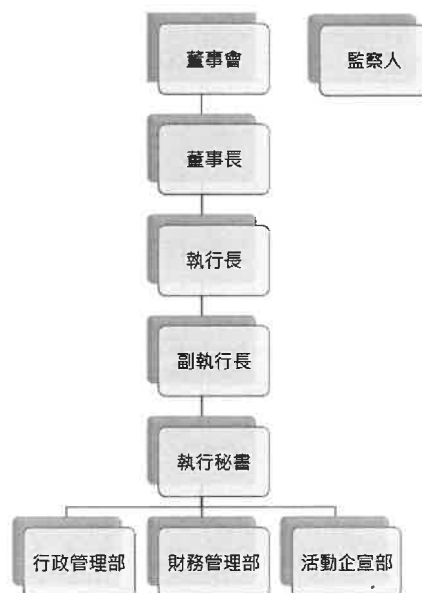 董事會
監察人
董事長
執行長
副執行長
執行秘書
行政管理部
財務管理部
活動企宣部